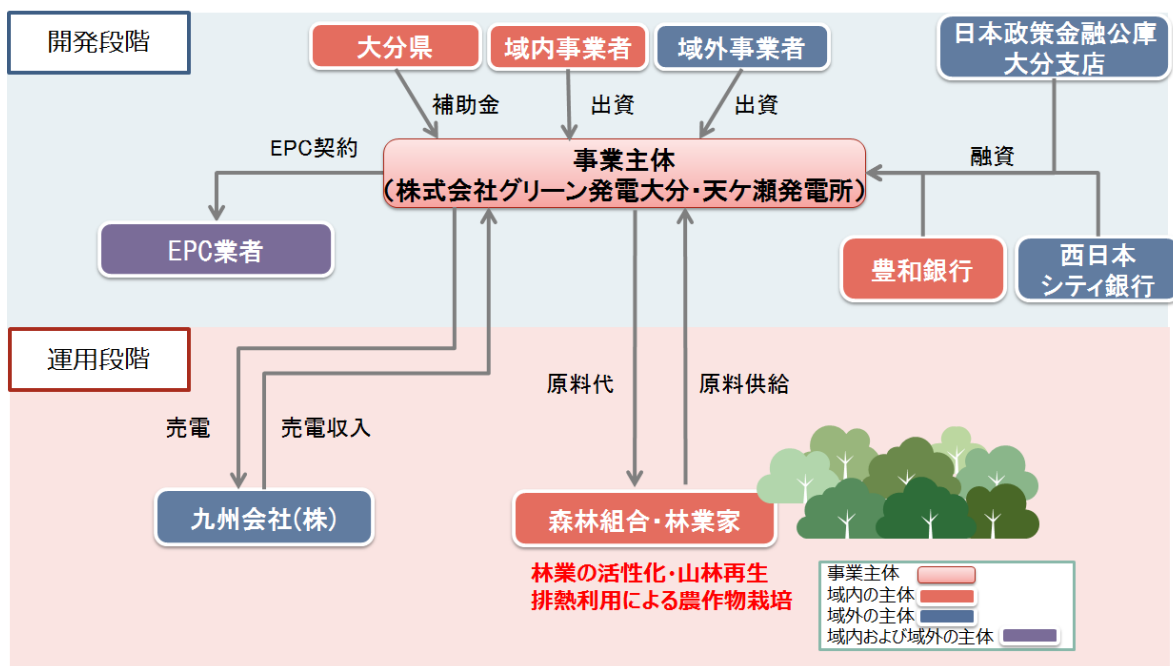 開発段階
大分県
域内事業者
域外事業者
日本政策金融公庫
大分支店
補助金
出資
出資
EPC契約
事業主体
（株式会社グリーン発電大分・天ケ瀬発電所）
融資
EPC業者
豊和銀行
西日本
シティ銀行
運用段階
原料代
原料供給
売電
売電収入
九州会社(株)
森林組合・林業家
林業の活性化・山林再生
排熱利用による農作物栽培
事業主体
域内の主体
域外の主体
域内および域外の主体